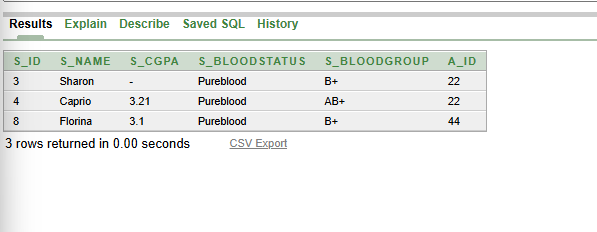 Results Explain Describe Saved SQL History
S_ID S_NAME S_CGPA S_BLOODSTATUS S_BLOODGROUP A_ID
3 Sharon - Pureblood B+ 22
4 Caprio 3.21 Pureblood AB+ 22
8 Florina 3.1 Pureblood B+ 44
3 rows returned in 0.00 seconds CSV Export